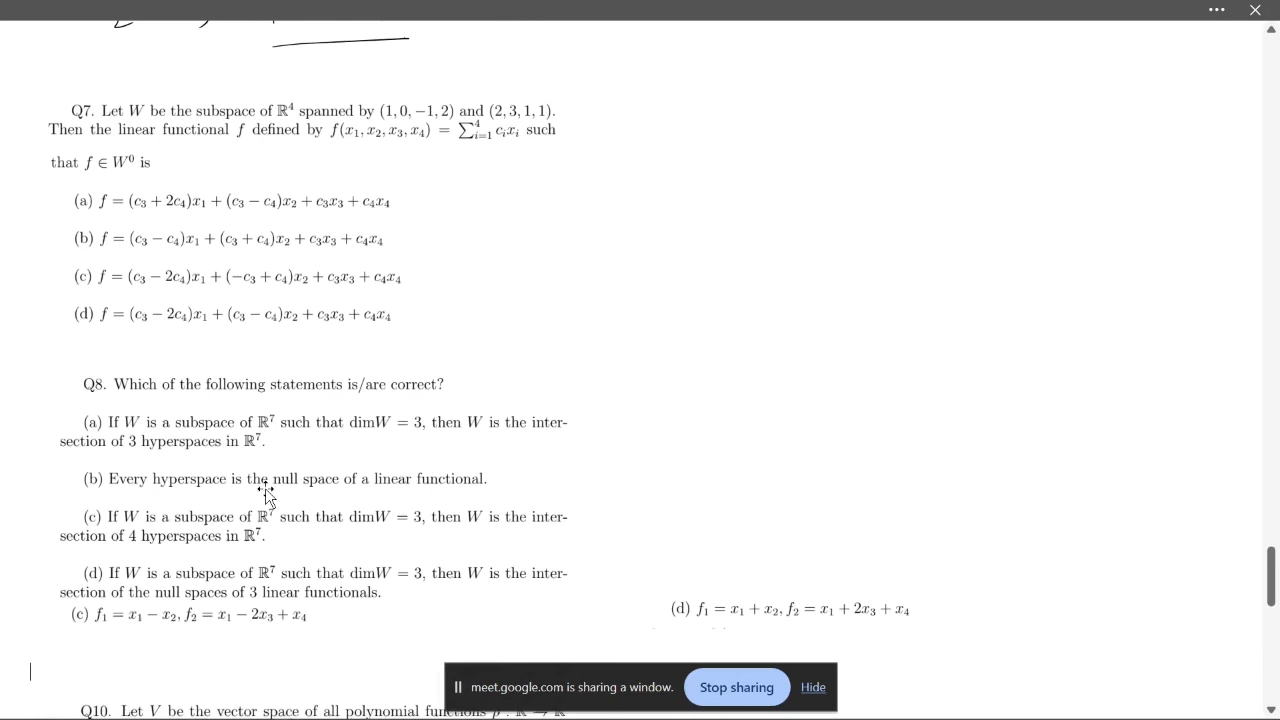 Q7. Let W be the subspace of ℝ⁴ spanned by (1, 0, −1, 2) and (2, 3, 1, 1).
Then the linear functional f defined by f(x₁, x₂, x₃, x₄) = ∑⁴ᵢ₌₁ cᵢxᵢ such
that f ∈ W⁰ is
(a) f = (c₃ + 2c₄)x₁ + (c₃ − c₄)x₂ + c₃x₃ + c₄x₄
(b) f = (c₃ − c₄)x₁ + (c₃ + c₄)x₂ + c₃x₃ + c₄x₄
(c) f = (c₃ − 2c₄)x₁ + (−c₃ + c₄)x₂ + c₃x₃ + c₄x₄
(d) f = (c₃ − 2c₄)x₁ + (c₃ − c₄)x₂ + c₃x₃ + c₄x₄
Q8. Which of the following statements is/are correct?
(a) If W is a subspace of ℝ⁷ such that dimW = 3, then W is the inter-
section of 3 hyperspaces in ℝ⁷.
(b) Every hyperspace is the null space of a linear functional.
(c) If W is a subspace of ℝ⁷ such that dimW = 3, then W is the inter-
section of 4 hyperspaces in ℝ⁷.
(d) If W is a subspace of ℝ⁷ such that dimW = 3, then W is the inter-
section of the null spaces of 3 linear functionals.
(c) f₁ = x₁ − x₂, f₂ = x₁ − 2x₃ + x₄
(d) f₁ = x₁ + x₂, f₂ = x₁ + 2x₃ + x₄
meet.google.com is sharing a window. Stop sharing Hide
Q10. Let V be the vector space of all polynomial functions p : ℝ → ℝ